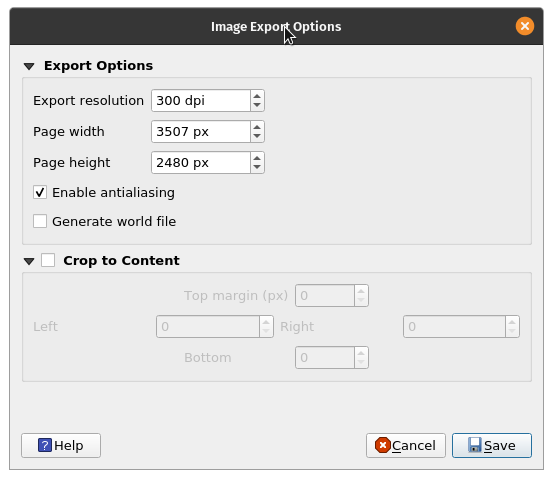 Image Export Options
Export Options
Export resolution 300 dpi
Page width 3507 px
Page height 2480 px
Enable antialiasing
Generate world file
Crop to Content
Top margin (px) 0
Left 0 Right 0
Bottom 0
Help Cancel Save